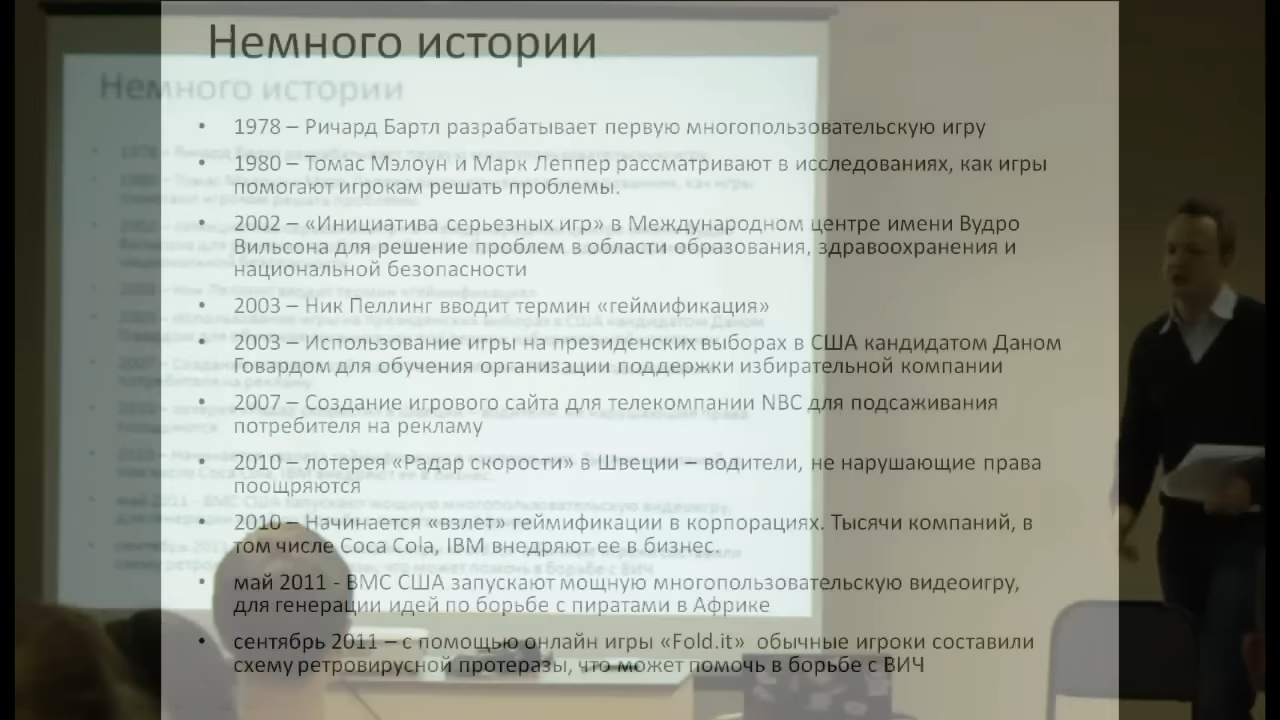 Немного истории
• 1978 – Ричард Бартл разрабатывает первую многопользовательскую игру
• 1980 – Томас Мэлоун и Марк Леппер рассматривают в исследованиях, как игры
помогают игрокам решать проблемы.
• 2002 – «Инициатива серьезных игр» в Международном центре имени Вудро
Вильсона для решение проблем в области образования, здравоохранения и
национальной безопасности
• 2003 – Ник Пеллинг вводит термин «геймификация»
• 2003 – Использование игры на президенских выборах в США кандидатом Даном
Говардом для обучения организации поддержки избирательной компании
• 2007 – Создание игрового сайта для телекомпании NBC для подсаживания
потребителя на рекламу
• 2010 – лотерея «Радар скорости» в Швеции – водители, не нарушающие права
поощряются
• 2010 – Начинается «взлет» геймификации в корпорациях. Тысячи компаний, в
том числе Coca Cola, IBM внедряют ее в бизнес.
• май 2011 - ВМС США запускают мощную многопользовательскую видеоигру,
для генерации идей по борьбе с пиратами в Африке
• сентябрь 2011 – с помощью онлайн игры «Fold.it» обычные игроки составили
схему ретровирусной протеразы, что может помочь в борьбе с ВИЧ
Немного истории